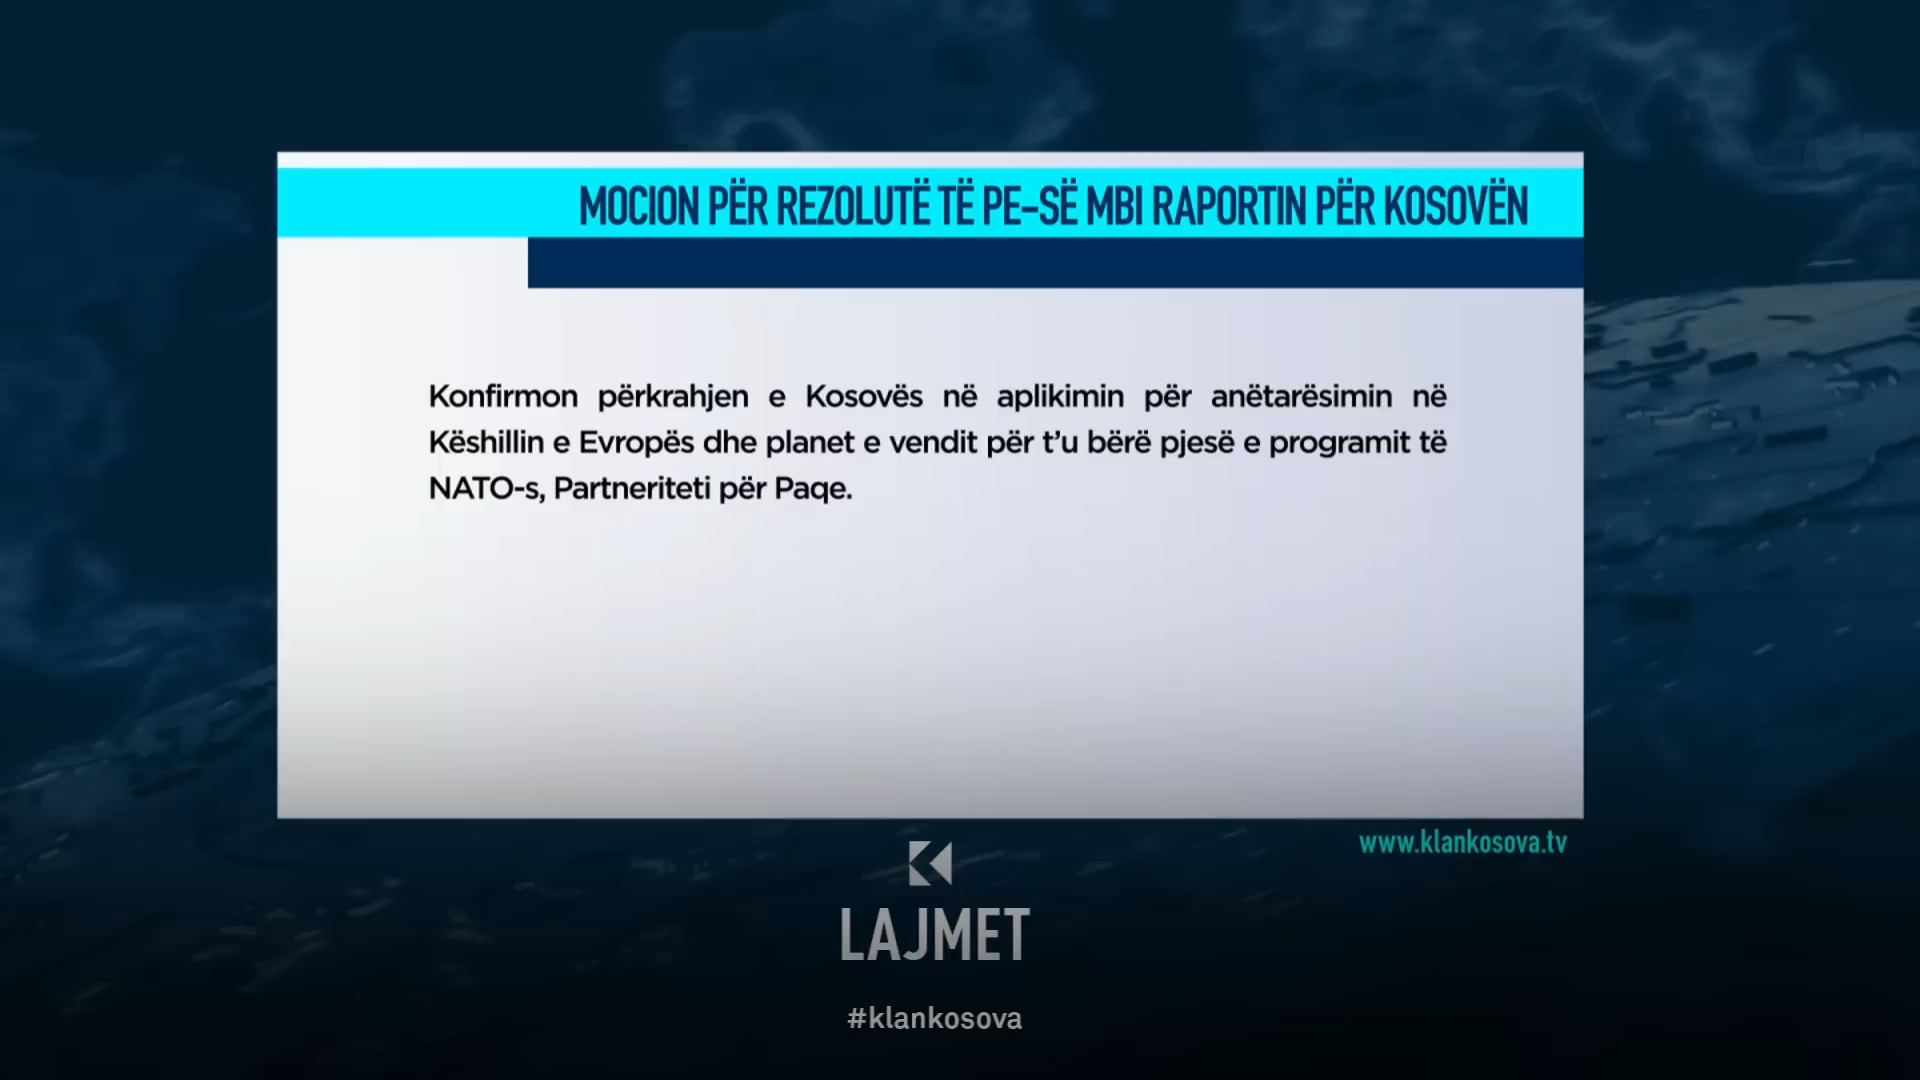 MOCION PËR REZOLUTË TË PE-SË MBI RAPORTIN PËR KOSOVËN
Konfirmon përkrahjen e Kosovës në aplikimin për anëtarësimin në
Këshillin e Evropës dhe planet e vendit për t'u bërë pjesë e programit të
NATO-s, Partneriteti për Paqe.
www.klankosova.tv
LAJMET
#klankosova